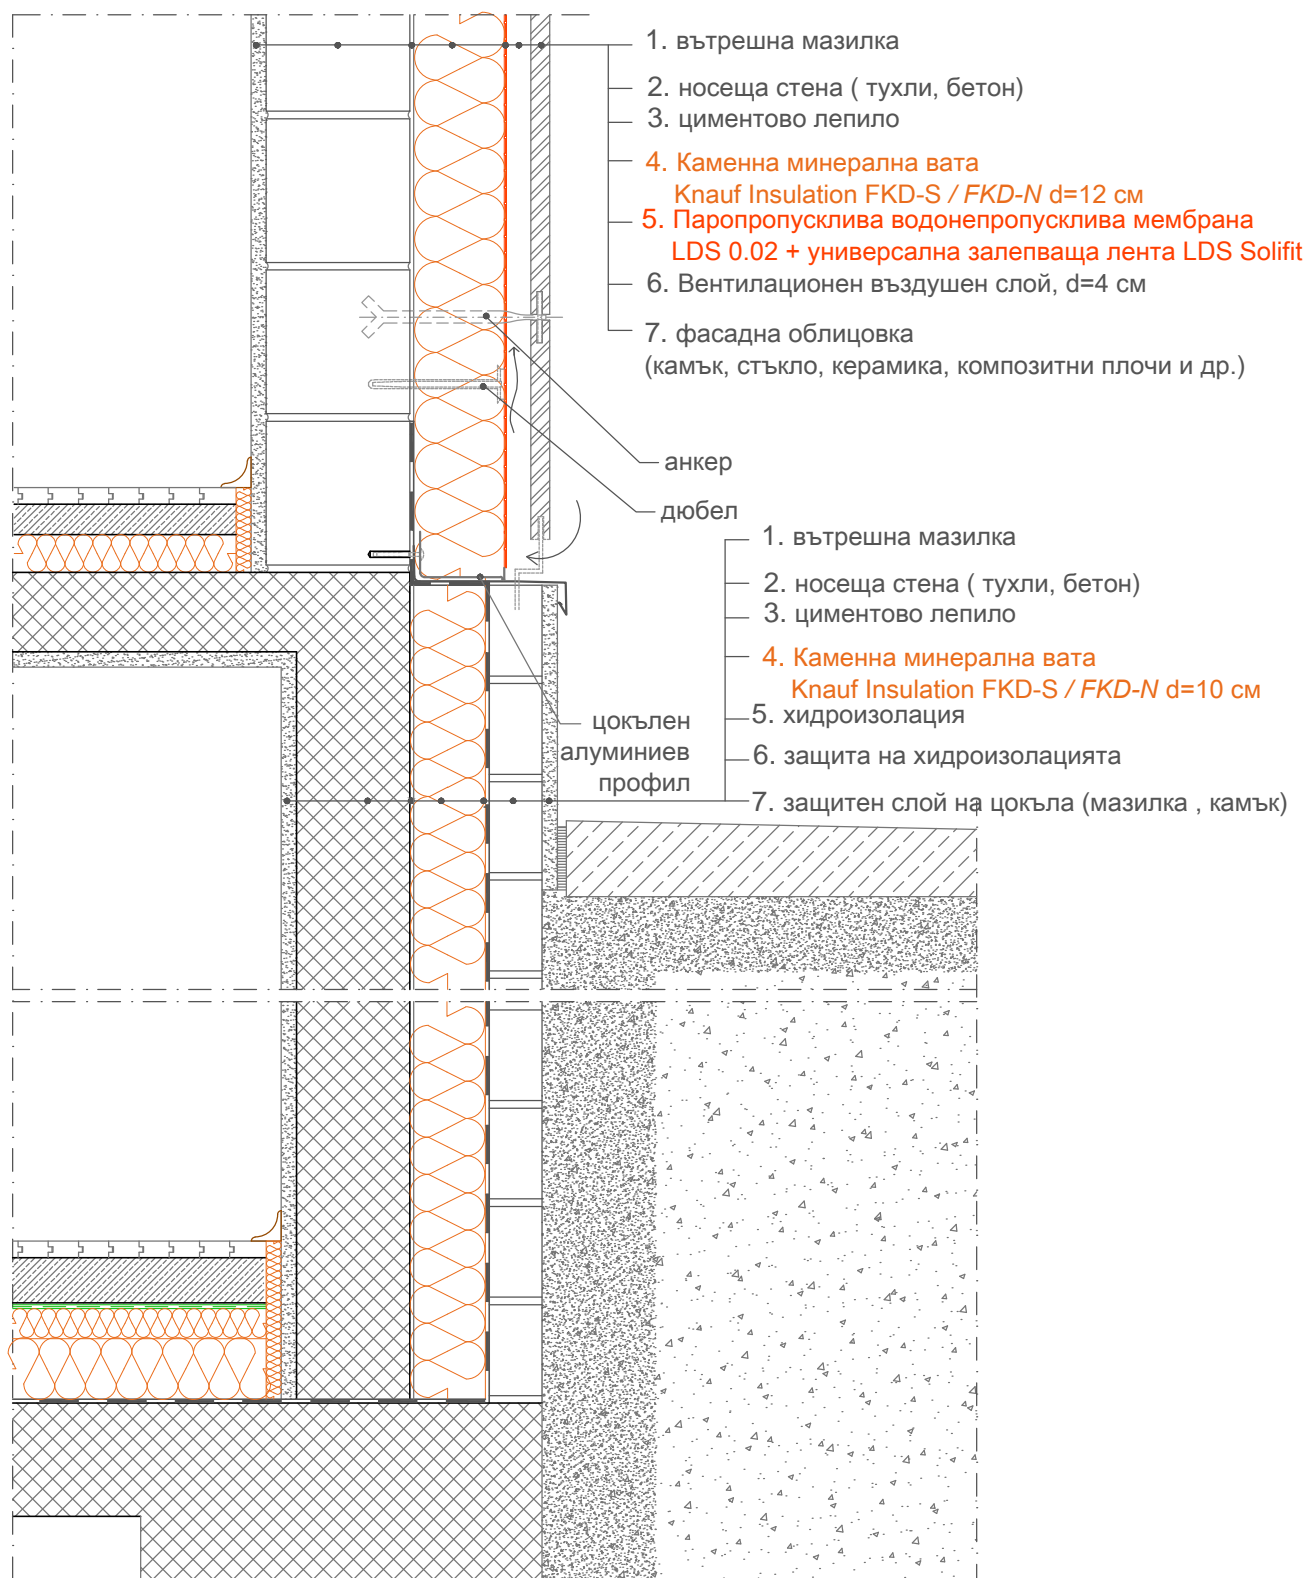 1. вътрешна мазилка
2. носеща стена ( тухли, бетон)
3. циментово лепило
4. Каменна минерална вата
Knauf Insulation FKD-S / FKD-N d=12 см
5. Паропропусклива водонепропусклива мембрана
LDS 0.02 + универсална залепваща лента LDS Solifit
6. Вентилационен въздушен слой, d=4 см
7. фасадна облицовка
(камък, стъкло, керамика, композитни плочи и др.)
анкер
дюбел
1. вътрешна мазилка
2. носеща стена ( тухли, бетон)
3. циментово лепило
4. Каменна минерална вата
Knauf Insulation FKD-S / FKD-N d=10 см
5. хидроизолация
6. защита на хидроизолацията
7. защитен слой на цокъла (мазилка , камък)
цокълен
алуминиев
профил